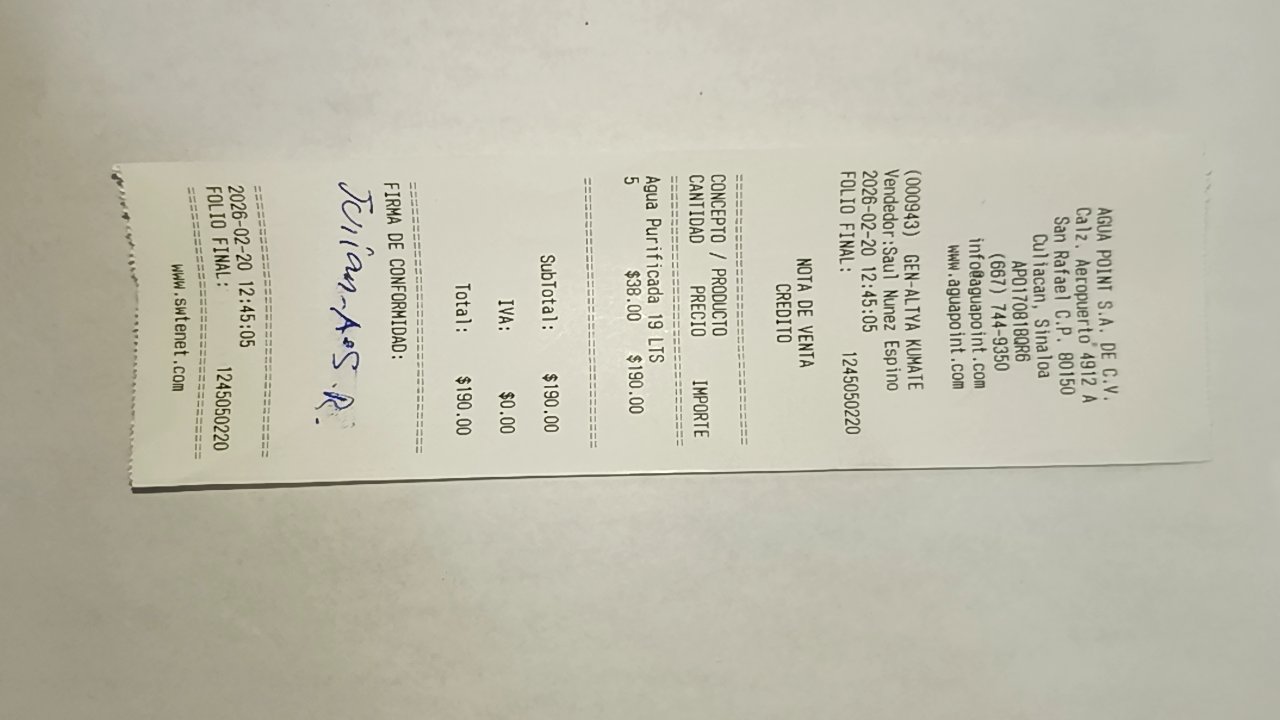 AGUA POINT S.A. DE C.V.
Calz. Aeropuerto 4912 A
San Rafael C.P. 80150
Culiacan, Sinaloa
APO170818QR6
(667) 744-9350
info@aguapoint.com
www.aguapoint.com
(000943) GEN-ALTYA KUMATE
Vendedor:Saul Nunez Espino
2026-02-20 12:45:05
FOLIO FINAL: 1245050220
NOTA DE VENTA
CREDITO
CONCEPTO / PRODUCTO
CANTIDAD PRECIO IMPORTE
Agua Purificada 19 LTS
5 $38.00 $190.00
SubTotal: $190.00
IVA: $0.00
Total: $190.00
FIRMA DE CONFORMIDAD:
2026-02-20 12:45:05
FOLIO FINAL: 1245050220
www.swtenet.com